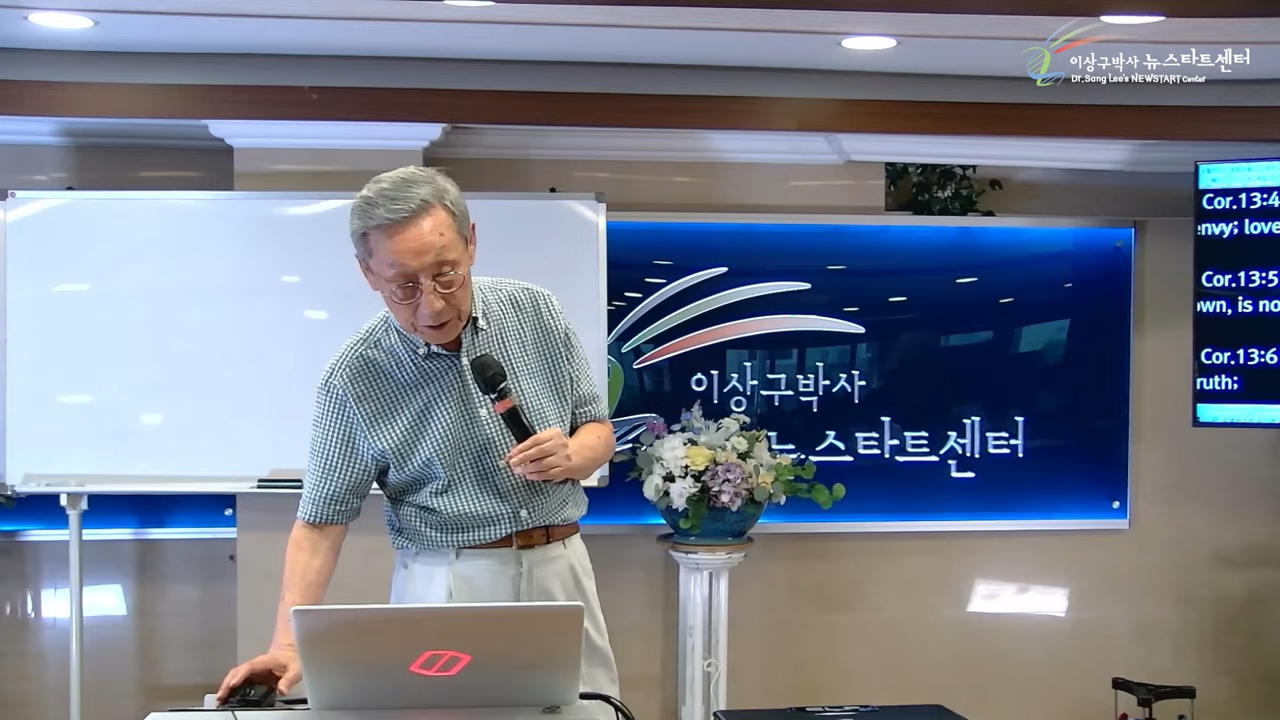 이상구박사 뉴스타트센터
Dr. Sang Lee's NEWSTART Center
Cor.13:4
envy; love
Cor.13:5
own, is no
Cor.13:6
ruth;
이상구박사
뉴스타트센터